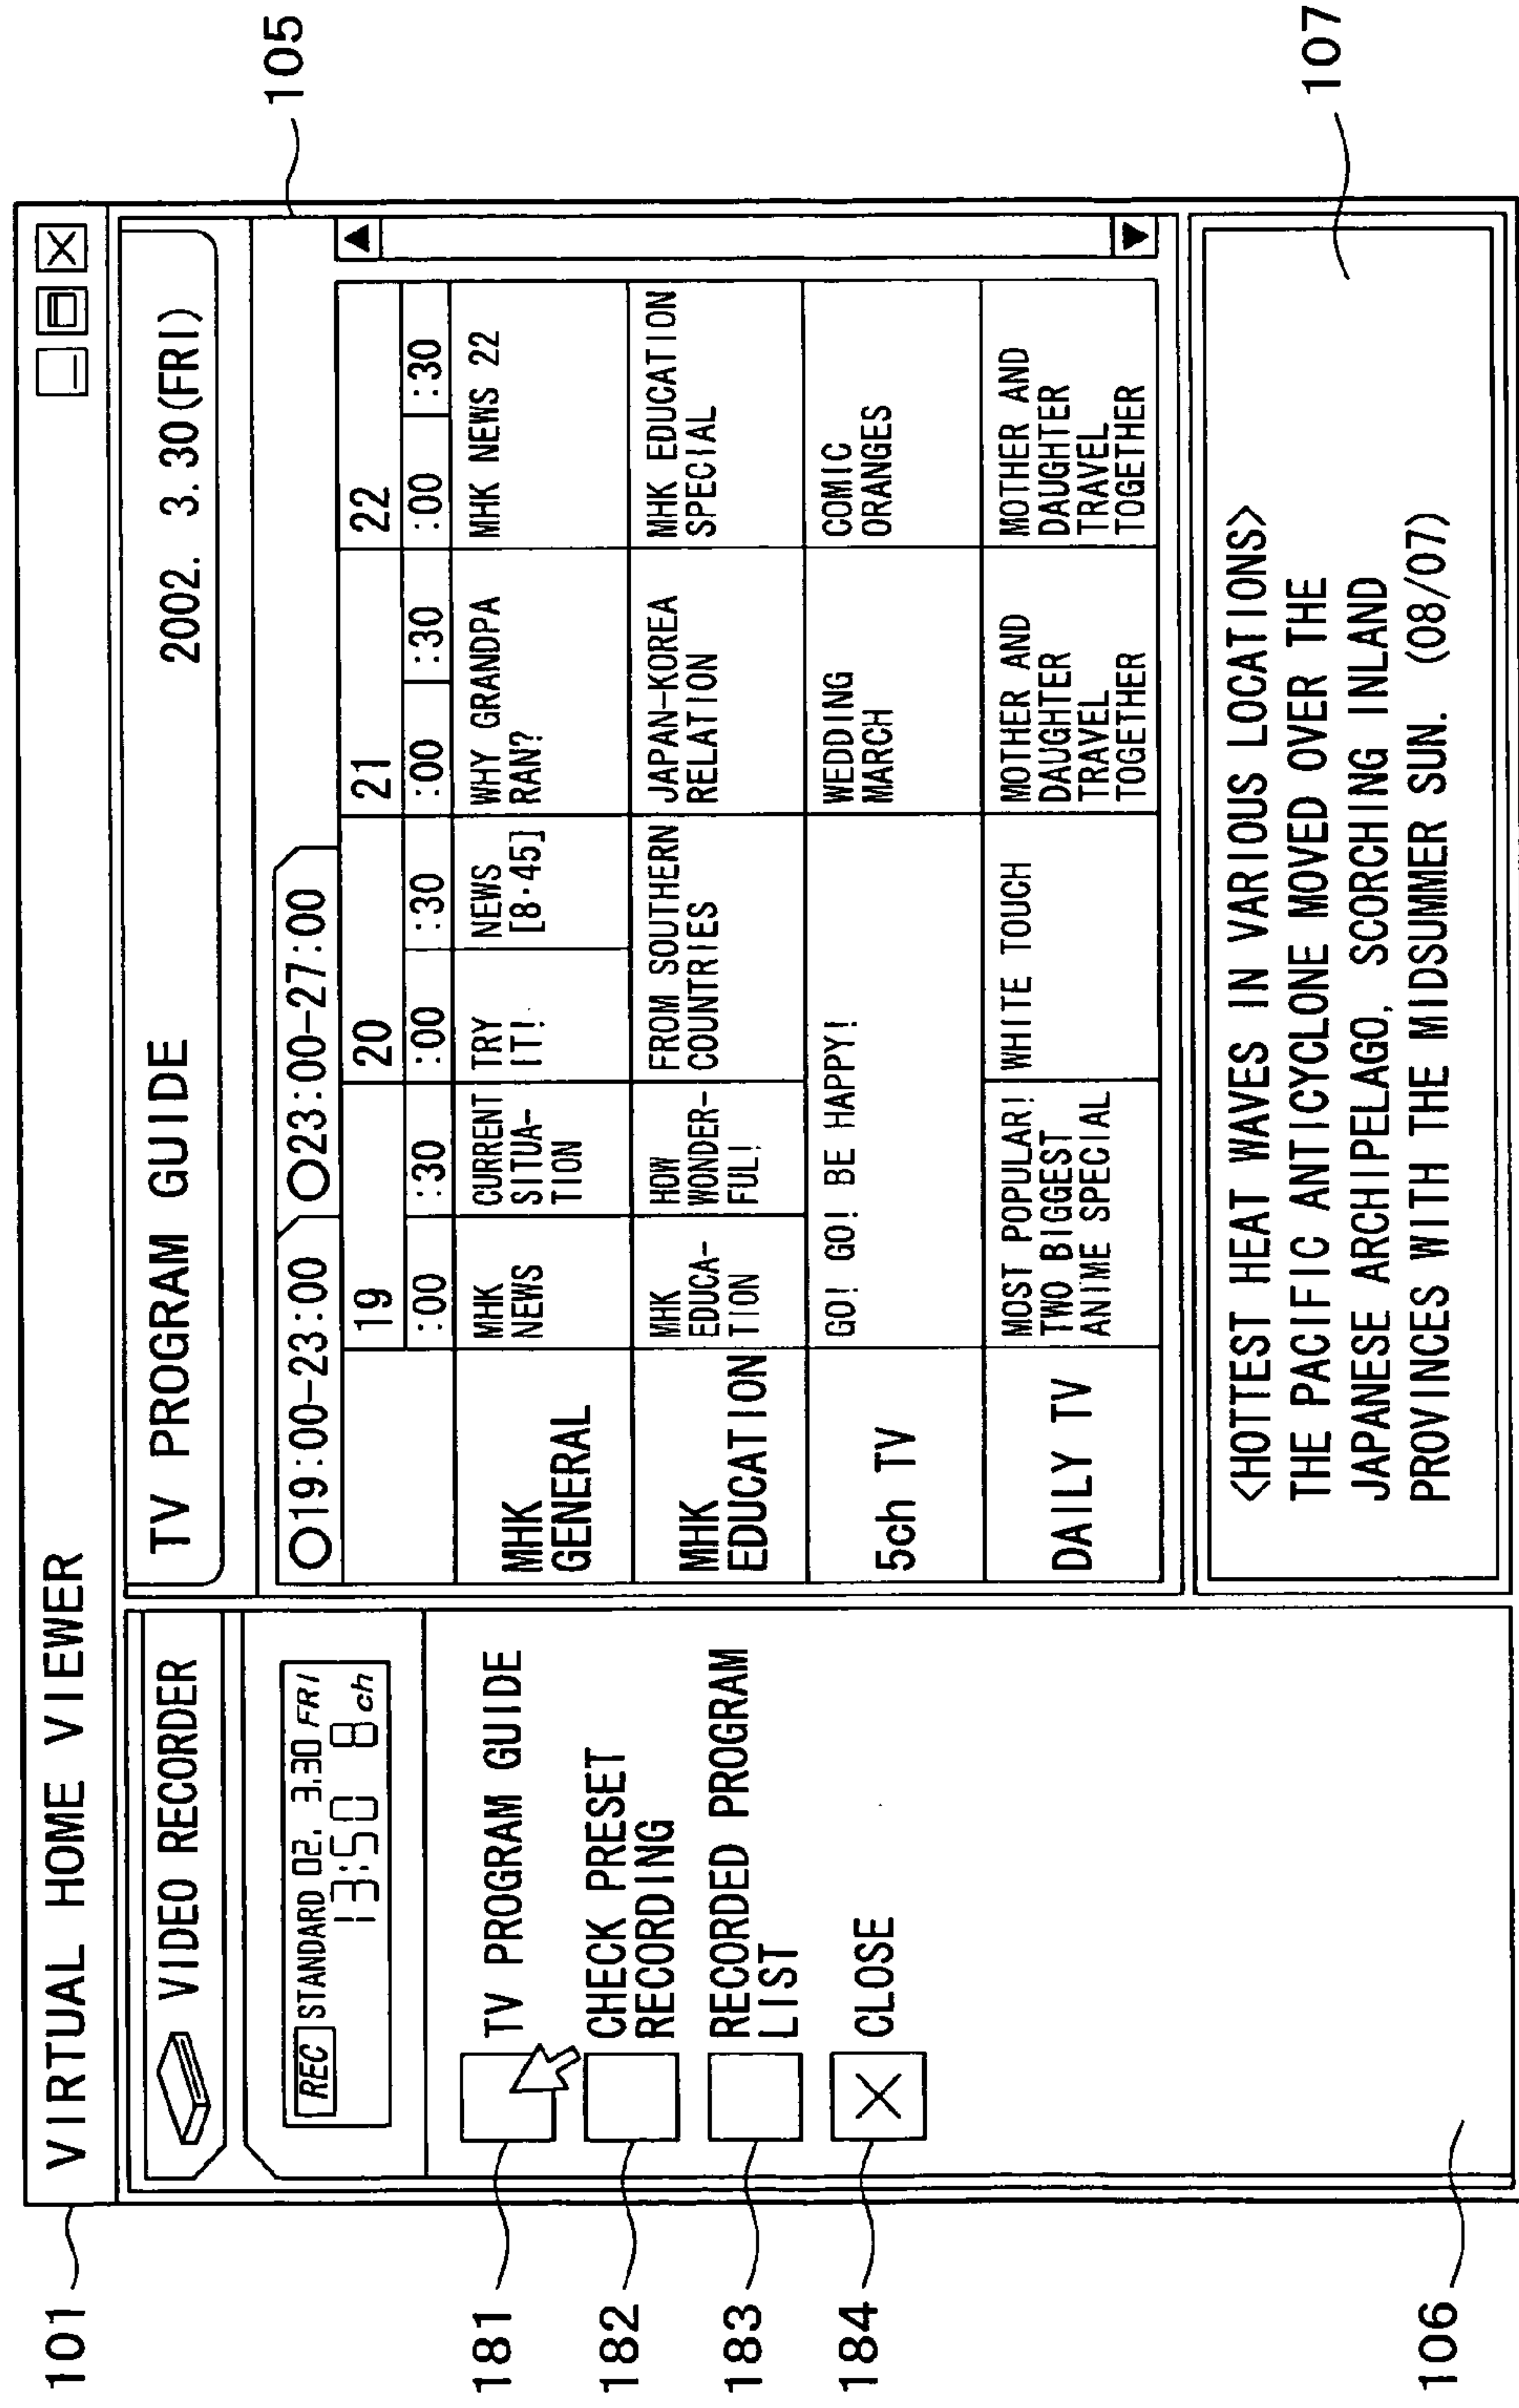 101
VIRTUAL HOME VIEWER
VIDEO RECORDER
REC STANDARD 02. 3.30 FRI
13:50 8ch
181
TV PROGRAM GUIDE
182
CHECK PRESET
RECORDING
183
RECORDED PROGRAM
LIST
184
CLOSE
106
TV PROGRAM GUIDE 2002. 3.30(FRI)
105
19:00-23:00 23:00-27:00
19 20 21 22
:00 :30 :00 :30 :00 :30 :00 :30
MHK
GENERAL
MHK
NEWS
CURRENT
SITUA-
TION
TRY
IT!
NEWS
[8·45]
WHY GRANDPA
RAN?
MHK NEWS 22
MHK
EDUCATION
MHK
EDUCA-
TION
HOW
WONDER-
FUL!
FROM SOUTHERN
COUNTRIES
JAPAN-KOREA
RELATION
MHK EDUCATION
SPECIAL
5ch TV
GO! GO! BE HAPPY!
WEDDING
MARCH
COMIC
ORANGES
DAILY TV
MOST POPULAR!
TWO BIGGEST
ANIME SPECIAL
WHITE TOUCH
MOTHER AND
DAUGHTER
TRAVEL
TOGETHER
MOTHER AND
DAUGHTER
TRAVEL
TOGETHER
107
<HOTTEST HEAT WAVES IN VARIOUS LOCATIONS>
THE PACIFIC ANTICYCLONE MOVED OVER THE
JAPANESE ARCHIPELAGO, SCORCHING INLAND
PROVINCES WITH THE MIDSUMMER SUN. (08/07)